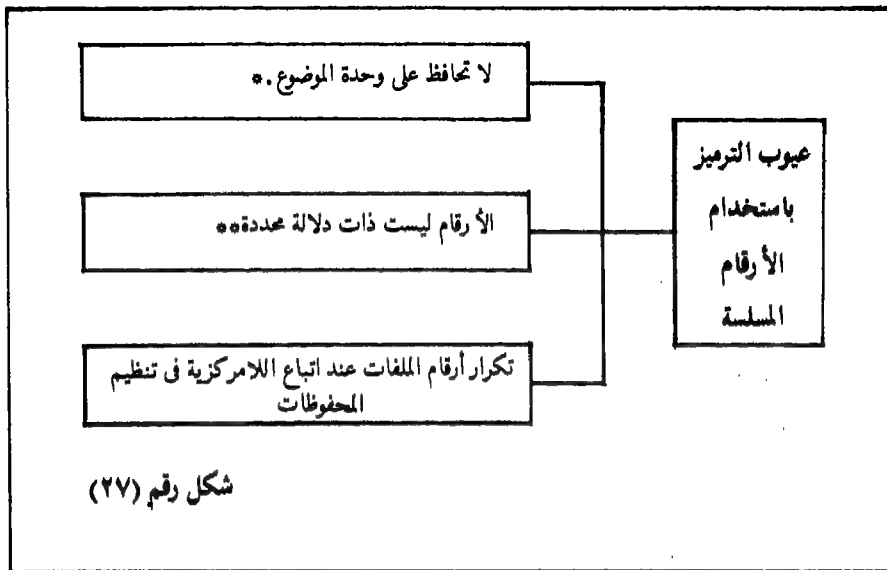 عيوب الترميز
باستخدام
الأرقام
المسلسة
لا تحافظ على وحدة الموضوع.*
الأرقام ليست ذات دلالة محددة**
تكرار أرقام الملفات عند اتباع اللامركزية فى تنظيم
المحفوظات
شكل رقم (٢٧)